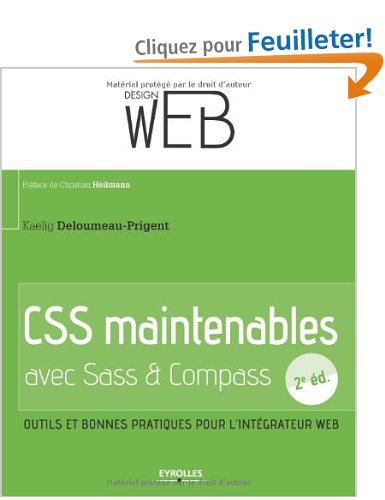 Cliquez pour Feuilleter!
Matériel protégé par le droit d'auteur
DESIGN
WEB
Préface de Christian Heilmann
Kaelig Deloumeau-Prigent
CSS maintenables
avec Sass & Compass
2e éd.
OUTILS ET BONNES PRATIQUES POUR L'INTÉGRATEUR WEB
EYROLLES
Matériel protégé par le droit d'auteur